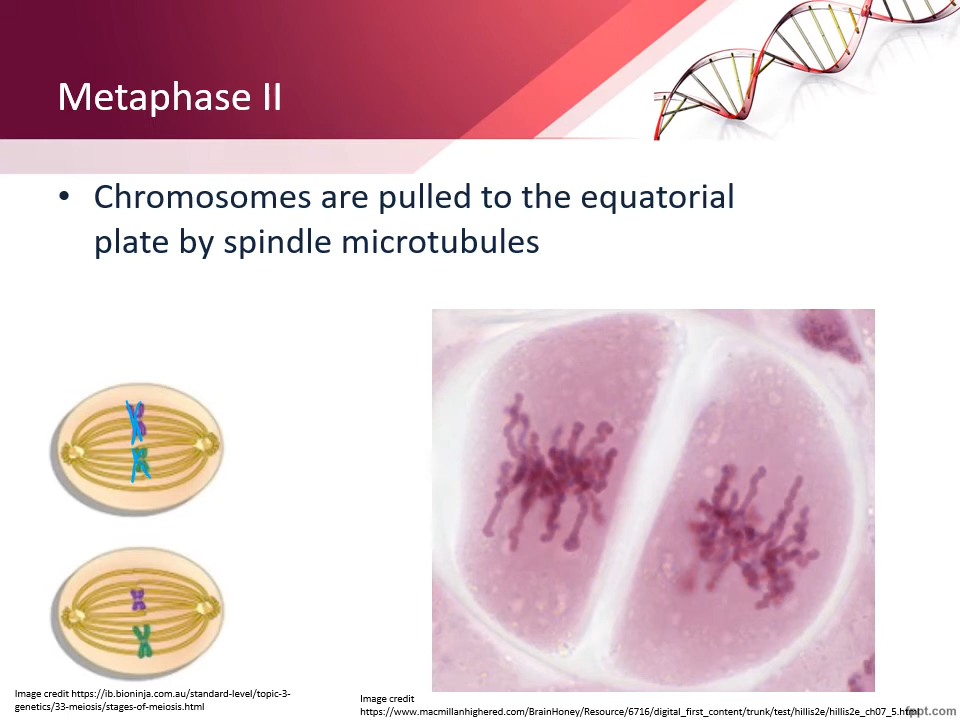 Metaphase II
• Chromosomes are pulled to the equatorial
plate by spindle microtubules
Image credit https://ib.bioninja.com.au/standard-level/topic-3-
genetics/33-meiosis/stages-of-meiosis.html
Image credit
https://www.macmillanhighered.com/BrainHoney/Resource/6716/digital_first_content/trunk/test/hillis2e/hillis2e_ch07_5.html
fppt.com